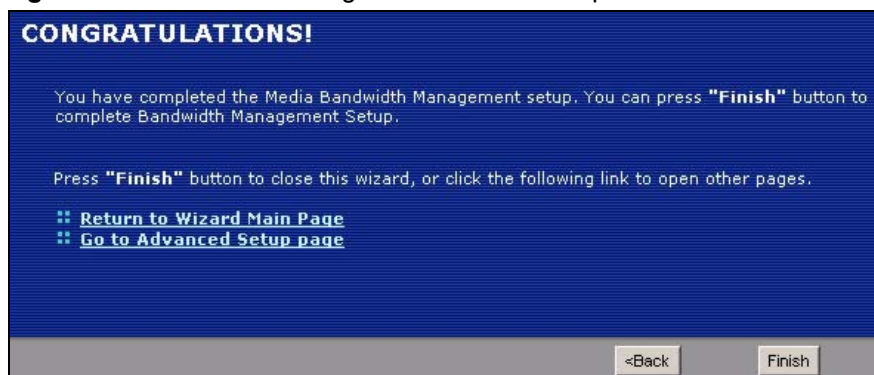 CONGRATULATIONS!
You have completed the Media Bandwidth Management setup. You can press "Finish" button to
complete Bandwidth Management Setup.
Press "Finish" button to close this wizard, or click the following link to open other pages.
Return to Wizard Main Page
Go to Advanced Setup page
<Back Finish